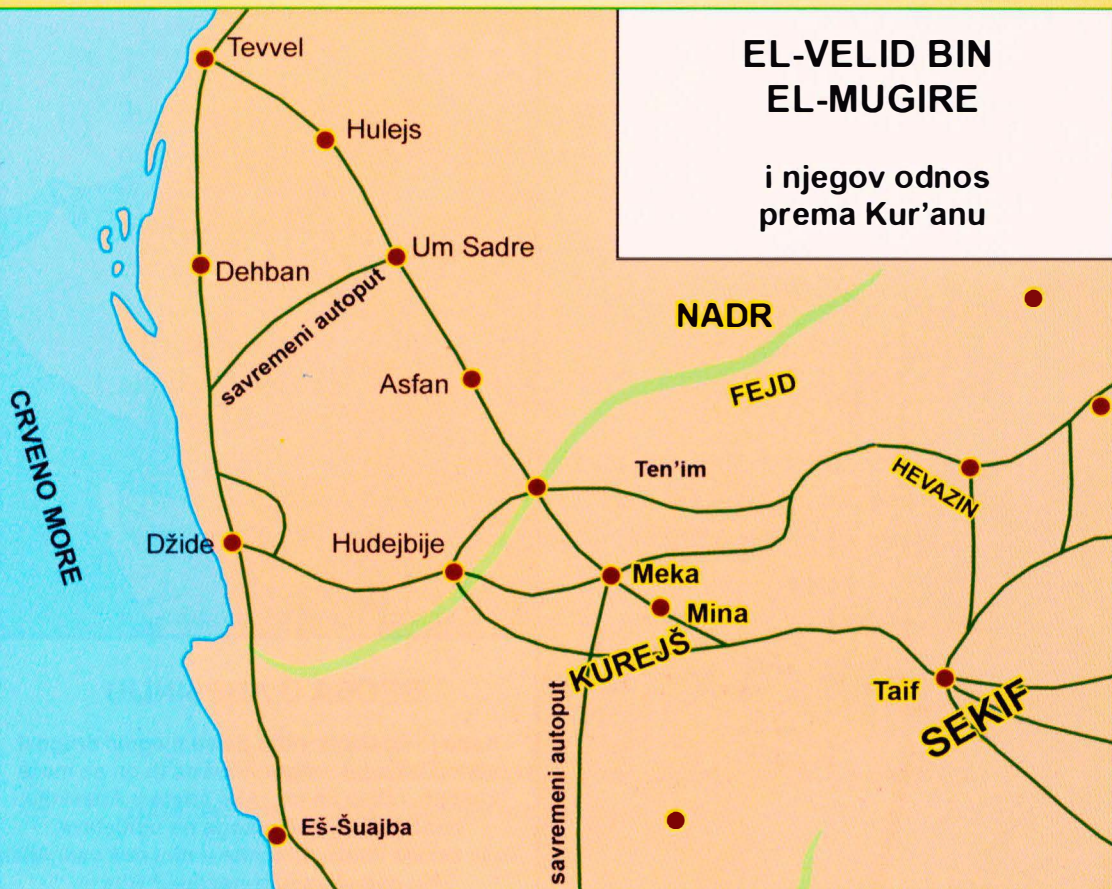 EL-VELID BIN
EL-MUGIRE
i njegov odnos
prema Kur'anu
Tevvel
Hulejs
Um Sadre
Dehban
savremeni autoput
NADR
FEJD
Asfan
CRVENO MORE
Ten'im
HEVAZIN
Džide
Hudejbije
Meka
Mina
KUREJŠ
Taif
SEKIF
savremeni autoput
Eš-Šuajba